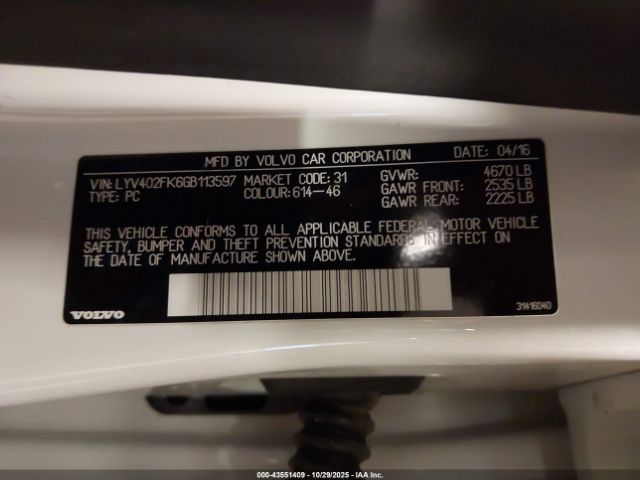 MFD BY VOLVO CAR CORPORATION DATE: 04/16
VIN: LYV402FK6GB113597 MARKET CODE: 31 GVWR: 4670 LB
TYPE: PC COLOUR: 614-46 GAWR FRONT: 2535 LB
GAWR REAR: 2225 LB
THIS VEHICLE CONFORMS TO ALL APPLICABLE FEDERAL MOTOR VEHICLE
SAFETY, BUMPER AND THEFT PREVENTION STANDARDS IN EFFECT ON
THE DATE OF MANUFACTURE SHOWN ABOVE.
VOLVO 31416040
000-43551409 | 10/29/2025 | IAA Inc.